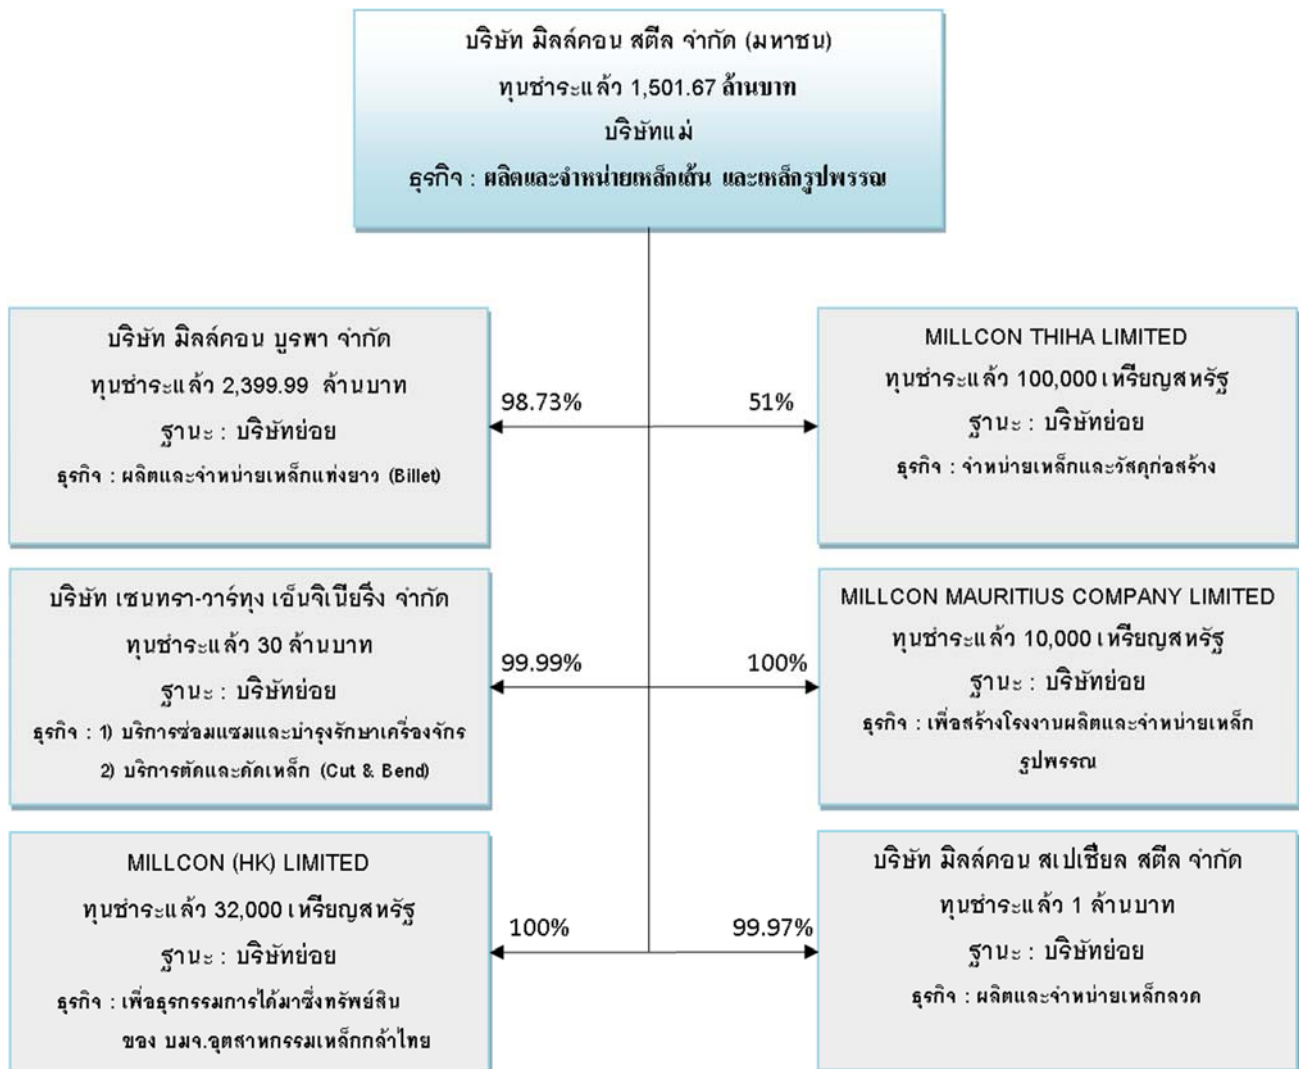 บริษัท มิลล์คอน สตีล จำกัด (มหาชน)
ทุนชำระแล้ว 1,501.67 ล้านบาท
บริษัทแม่
ธุรกิจ : ผลิตและจำหน่ายเหล็กเส้น และเหล็กรูปพรรณ
บริษัท มิลล์คอน บูรพา จำกัด
ทุนชำระแล้ว 2,399.99 ล้านบาท
ฐานะ : บริษัทย่อย
ธุรกิจ : ผลิตและจำหน่ายเหล็กแท่งยาว (Billet)
98.73%
51%
MILLCON THIHA LIMITED
ทุนชำระแล้ว 100,000 เหรียญสหรัฐ
ฐานะ : บริษัทย่อย
ธุรกิจ : จำหน่ายเหล็กและวัสดุก่อสร้าง
บริษัท เซนทรา-วาร์ทุง เอ็นจิเนียริ่ง จำกัด
ทุนชำระแล้ว 30 ล้านบาท
ฐานะ : บริษัทย่อย
ธุรกิจ : 1) บริการซ่อมแซมและบำรุงรักษาเครื่องจักร
2) บริการตัดและดัดเหล็ก (Cut & Bend)
99.99%
100%
MILLCON MAURITIUS COMPANY LIMITED
ทุนชำระแล้ว 10,000 เหรียญสหรัฐ
ฐานะ : บริษัทย่อย
ธุรกิจ : เพื่อสร้างโรงงานผลิตและจำหน่ายเหล็ก
รูปพรรณ
MILLCON (HK) LIMITED
ทุนชำระแล้ว 32,000 เหรียญสหรัฐ
ฐานะ : บริษัทย่อย
ธุรกิจ : เพื่อธุรกรรมการได้มาซึ่งทรัพย์สิน
ของ บมจ.อุตสาหกรรมเหล็กกล้าไทย
100%
99.97%
บริษัท มิลล์คอน สเปเชียล สตีล จำกัด
ทุนชำระแล้ว 1 ล้านบาท
ฐานะ : บริษัทย่อย
ธุรกิจ : ผลิตและจำหน่ายเหล็กลวด